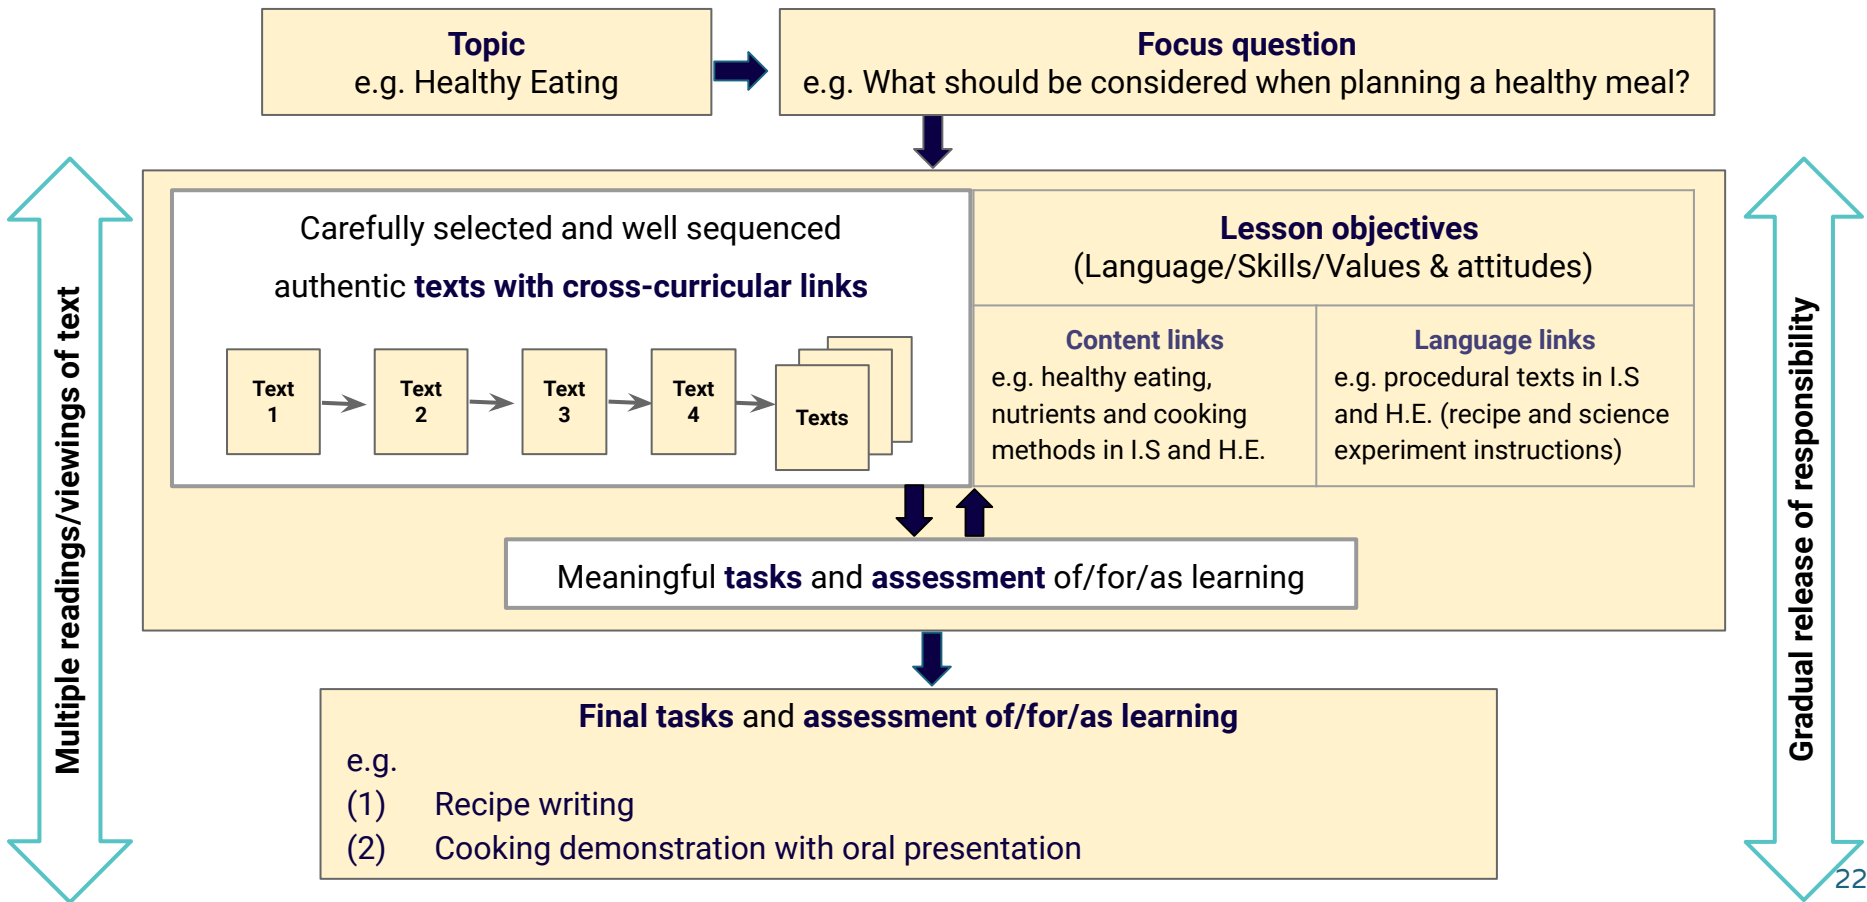 Topic
e.g. Healthy Eating
Focus question
e.g. What should be considered when planning a healthy meal?
Multiple readings/viewings of text
Carefully selected and well sequenced
authentic texts with cross-curricular links
Text
1
Text
2
Text
3
Text
4
Texts
Lesson objectives
(Language/Skills/Values & attitudes)
Content links
e.g. healthy eating,
nutrients and cooking
methods in I.S and H.E.
Language links
e.g. procedural texts in I.S
and H.E. (recipe and science
experiment instructions)
Meaningful tasks and assessment of/for/as learning
Gradual release of responsibility
Final tasks and assessment of/for/as learning
e.g.
(1) Recipe writing
(2) Cooking demonstration with oral presentation
22